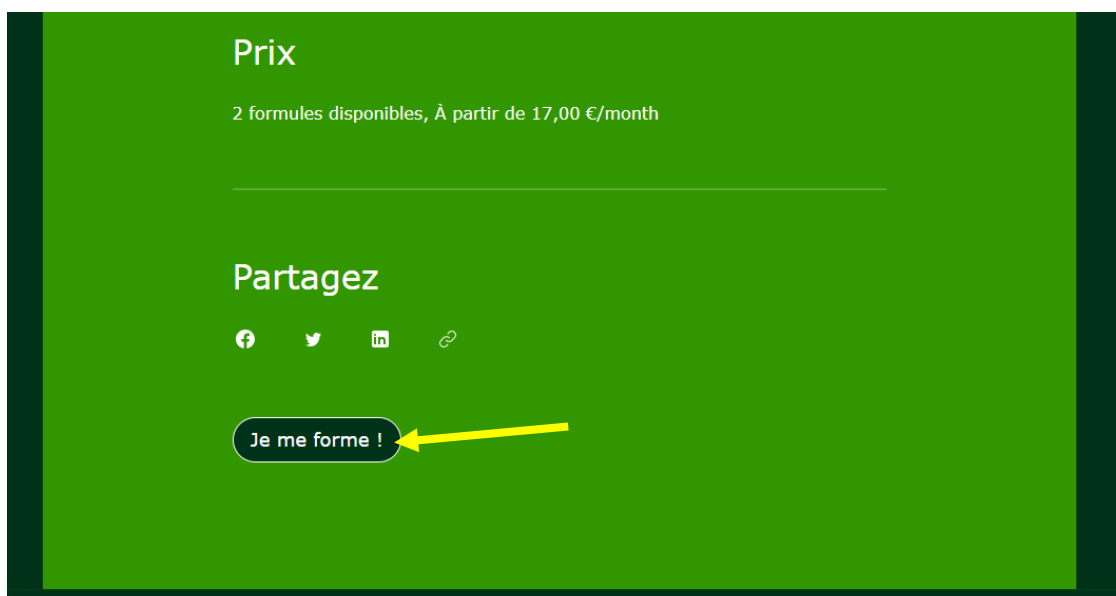 Prix
2 formules disponibles, À partir de 17,00 €/month
Partagez
Je me forme !